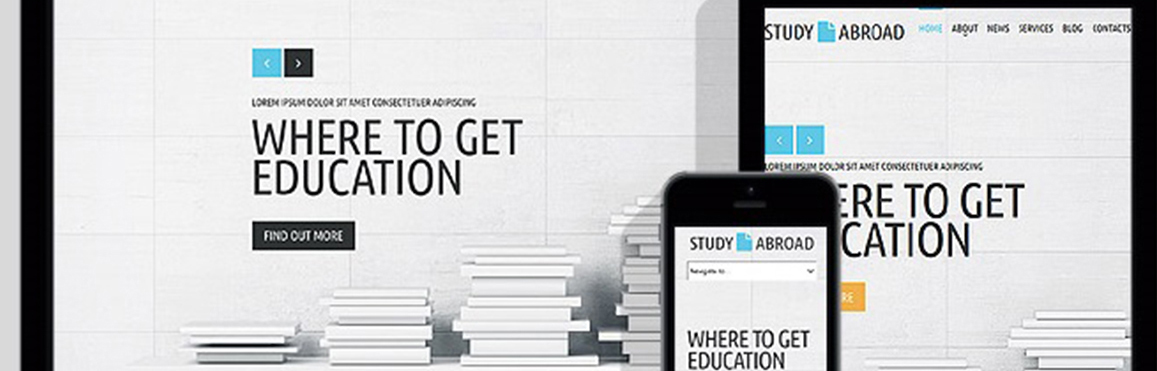 LOREM IPSUM DOLOR SIT AMET CONSECTETUER ADIPISCING
WHERE TO GET
EDUCATION
FIND OUT MORE
STUDY ABROAD
HOME ABOUT NEWS SERVICES BLOG CONTACTS
LOREM IPSUM DOLOR SIT AMET CONSECTETUER ADIPISCING
ERE TO GET
CATION
RE
STUDY ABROAD
Navigate to...
WHERE TO GET
EDUCATION